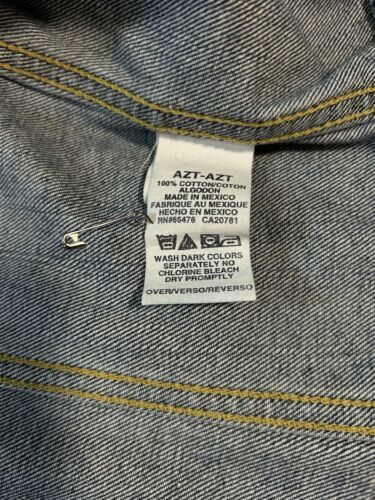 AZT-AZT
100% COTTON/COTON
ALGODON
MADE IN MEXICO
FABRIQUE AU MEXIQUE
HECHO EN MEXICO
RN#66476 CA20781
WASH DARK COLORS
SEPARATELY NO
CHLORINE BLEACH
DRY PROMPTLY
OVER/VERSO/REVERSO